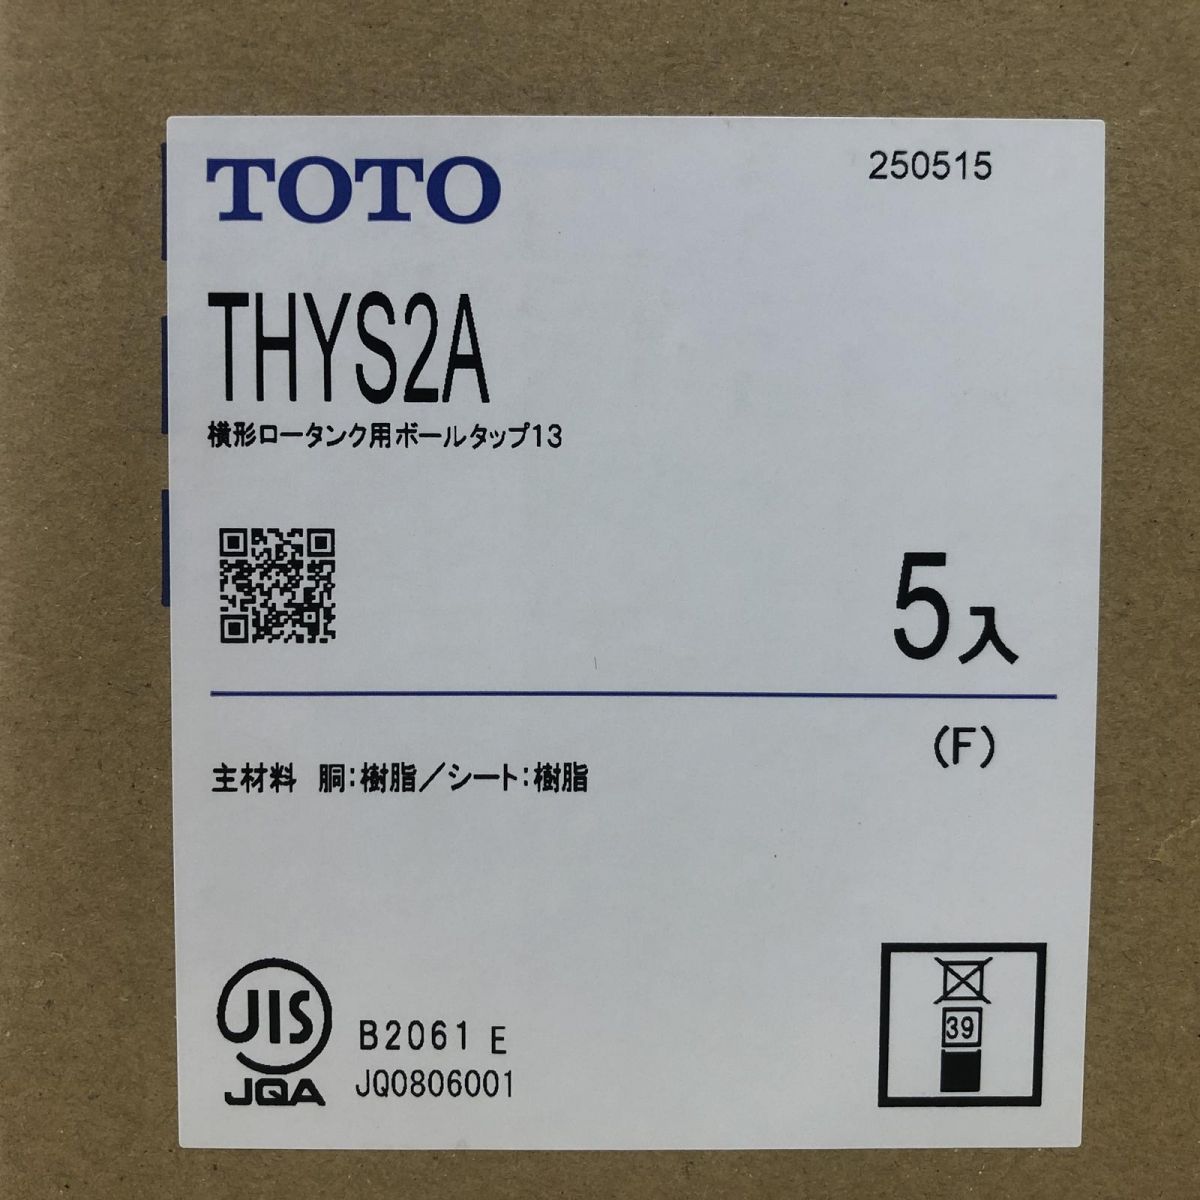 TOTO
250515
THYS2A
横形ロータンク用ボールタップ13
5入
(F)
主材料 胴:樹脂/シート:樹脂
JIS
B2061 E
JQA
JQ0806001
39